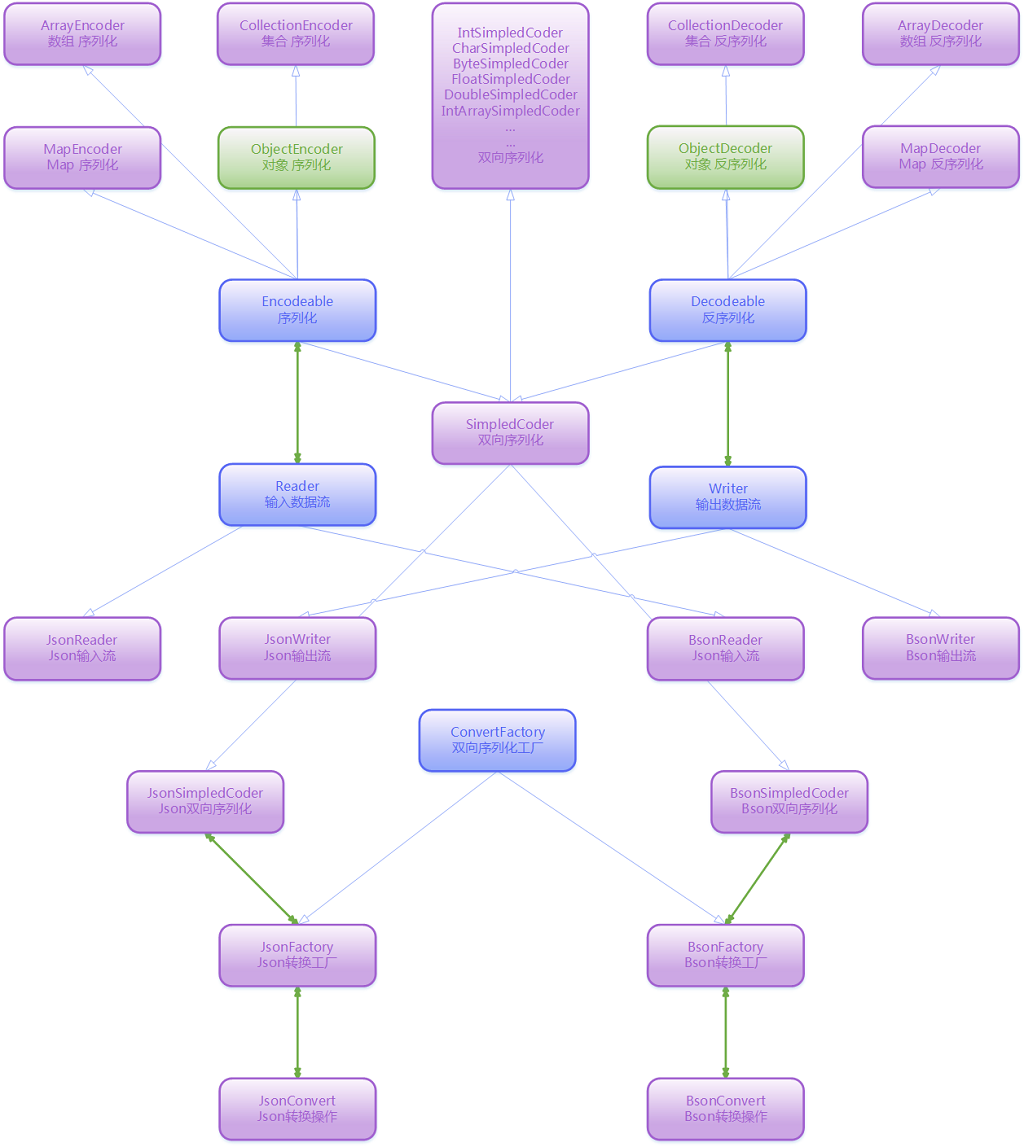 ArrayEncoder
数组 序列化
CollectionEncoder
集合 序列化
IntSimpledCoder
CharSimpledCoder
ByteSimpledCoder
FloatSimpledCoder
DoubleSimpledCoder
IntArraySimpledCoder
...
...
双向序列化
CollectionDecoder
集合 反序列化
ArrayDecoder
数组 反序列化
MapEncoder
Map 序列化
ObjectEncoder
对象 序列化
ObjectDecoder
对象 反序列化
MapDecoder
Map 反序列化
Encodeable
序列化
Decodeable
反序列化
SimpledCoder
双向序列化
Reader
输入数据流
Writer
输出数据流
JsonReader
Json输入流
JsonWriter
Json输出流
BsonReader
Json输入流
BsonWriter
Bson输出流
ConvertFactory
双向序列化工厂
JsonSimpledCoder
Json双向序列化
BsonSimpledCoder
Bson双向序列化
JsonFactory
Json转换工厂
BsonFactory
Bson转换工厂
JsonConvert
Json转换操作
BsonConvert
Bson转换操作